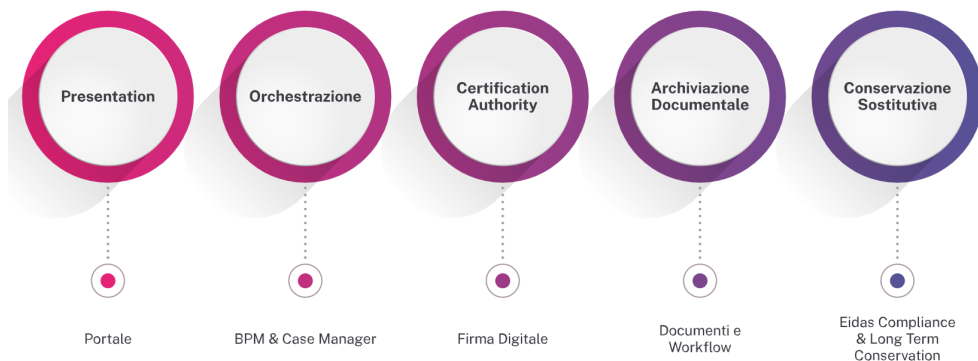 Presentation
Orchestrazione
Certification
Authority
Archiviazione
Documentale
Conservazione
Sostitutiva
Portale
BPM & Case Manager
Firma Digitale
Documenti e
Workflow
Eidas Compliance
& Long Term
Conservation